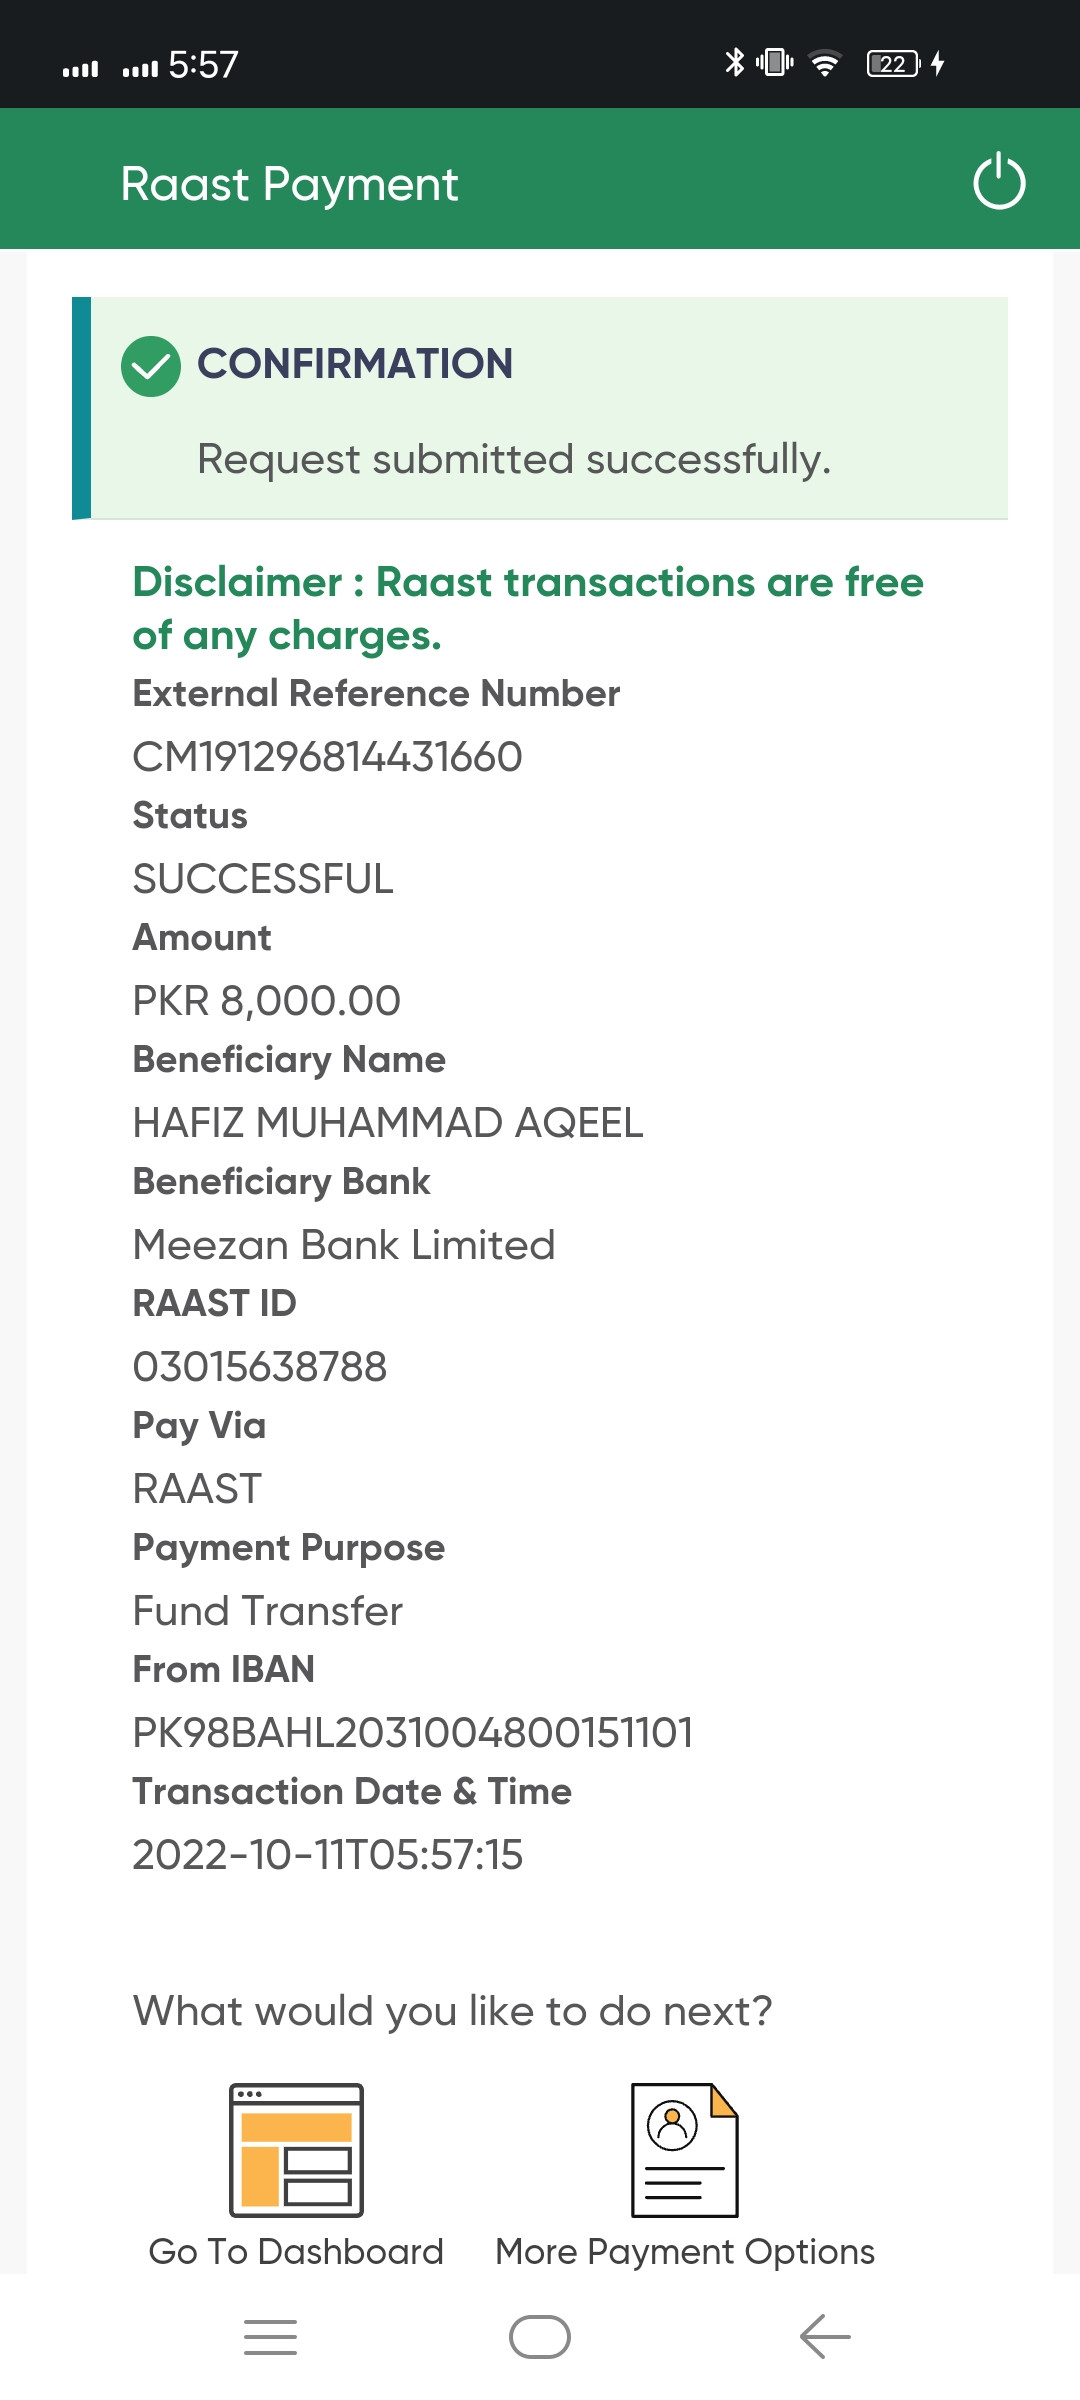 5:57
22
Raast Payment
CONFIRMATION
Request submitted successfully.
Disclaimer : Raast transactions are free
of any charges.
External Reference Number
CM191296814431660
Status
SUCCESSFUL
Amount
PKR 8,000.00
Beneficiary Name
HAFIZ MUHAMMAD AQEEL
Beneficiary Bank
Meezan Bank Limited
RAAST ID
03015638788
Pay Via
RAAST
Payment Purpose
Fund Transfer
From IBAN
PK98BAHL2031004800151101
Transaction Date & Time
2022-10-11T05:57:15
What would you like to do next?
Go To Dashboard
More Payment Options